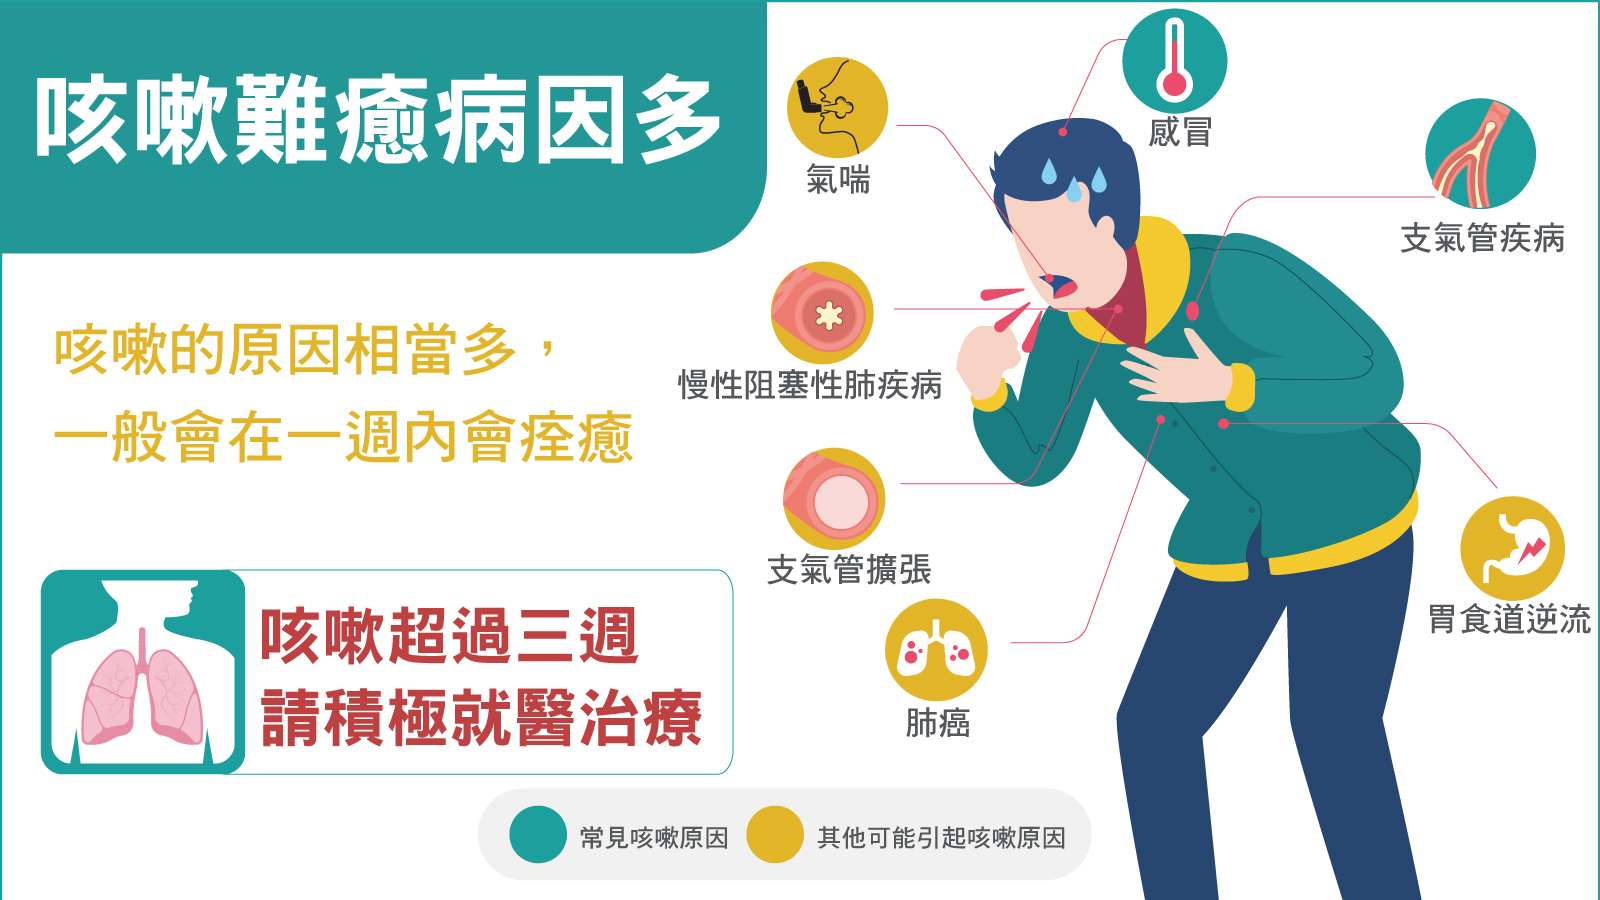 咳嗽難癒病因多
咳嗽的原因相當多，
一般會在一週內會痊癒
咳嗽超過三週
請積極就醫治療
感冒
氣喘
支氣管疾病
慢性阻塞性肺疾病
支氣管擴張
胃食道逆流
肺癌
常見咳嗽原因
其他可能引起咳嗽原因